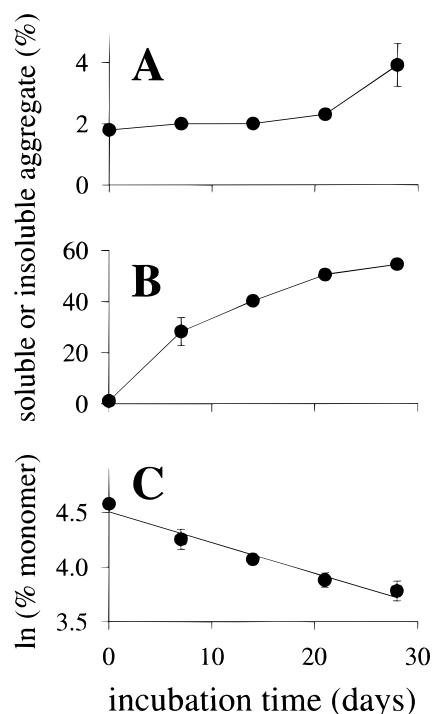 soluble or insoluble aggregate (%)
A
4
2
0
B
60
40
20
0
ln (% monomer)
C
4.5
4.0
3.5
0 10 20 30
incubation time (days)